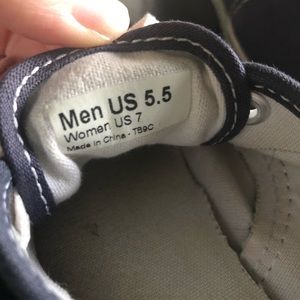 Men US 5.5
Women US 7
Made in China - TB9C